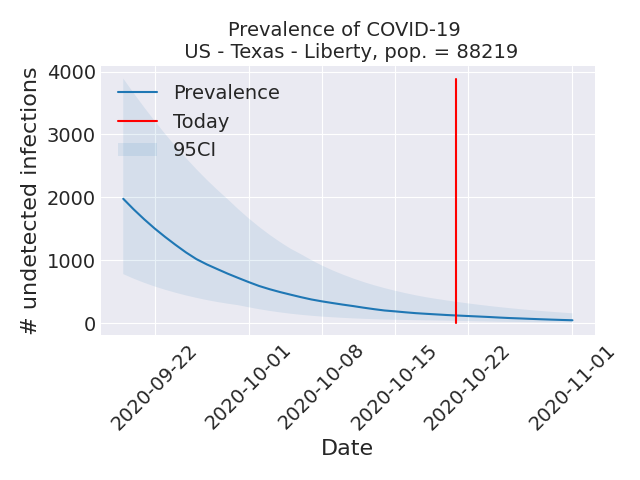 Prevalence of COVID-19
US - Texas - Liberty, pop. = 88219
# undetected infections
4000
3000
2000
1000
0
Prevalence
Today
95CI
2020-09-22
2020-10-01
2020-10-08
2020-10-15
2020-10-22
2020-11-01
Date